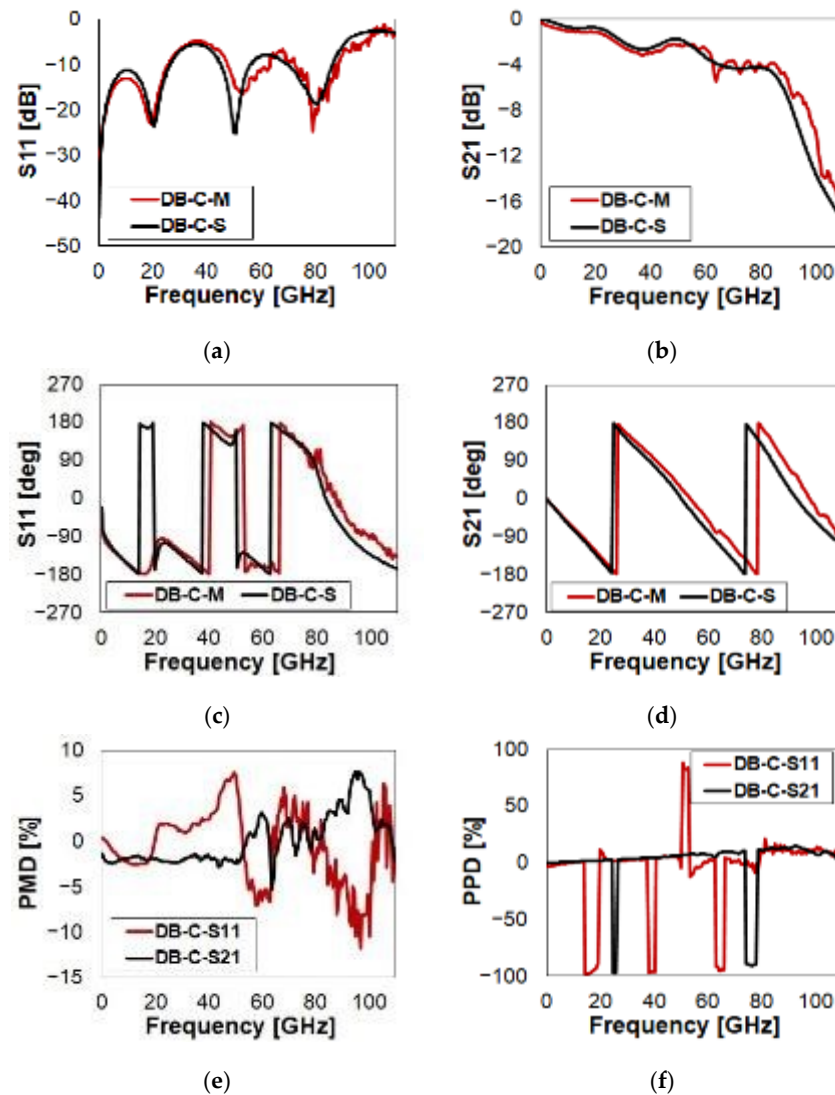 0
−10
−20
−30
−40
−50
S11 [dB]
DB-C-M
DB-C-S
0 20 40 60 80 100
Frequency [GHz]
(a)
0
−4
−8
−12
−16
−20
S21 [dB]
DB-C-M
DB-C-S
0 20 40 60 80 100
Frequency [GHz]
(b)
270
180
90
0
−90
−180
−270
S11 [deg]
DB-C-M DB-C-S
0 20 40 60 80 100
Frequency [GHz]
(c)
270
180
90
0
−90
−180
−270
S21 [deg]
DB-C-M DB-C-S
0 20 40 60 80 100
Frequency [GHz]
(d)
10
5
0
−5
−10
−15
PMD [%]
DB-C-S11
DB-C-S21
0 20 40 60 80 100
Frequency [GHz]
(e)
100
50
0
−50
−100
PPD [%]
DB-C-S11
DB-C-S21
0 20 40 60 80 100
Frequency [GHz]
(f)